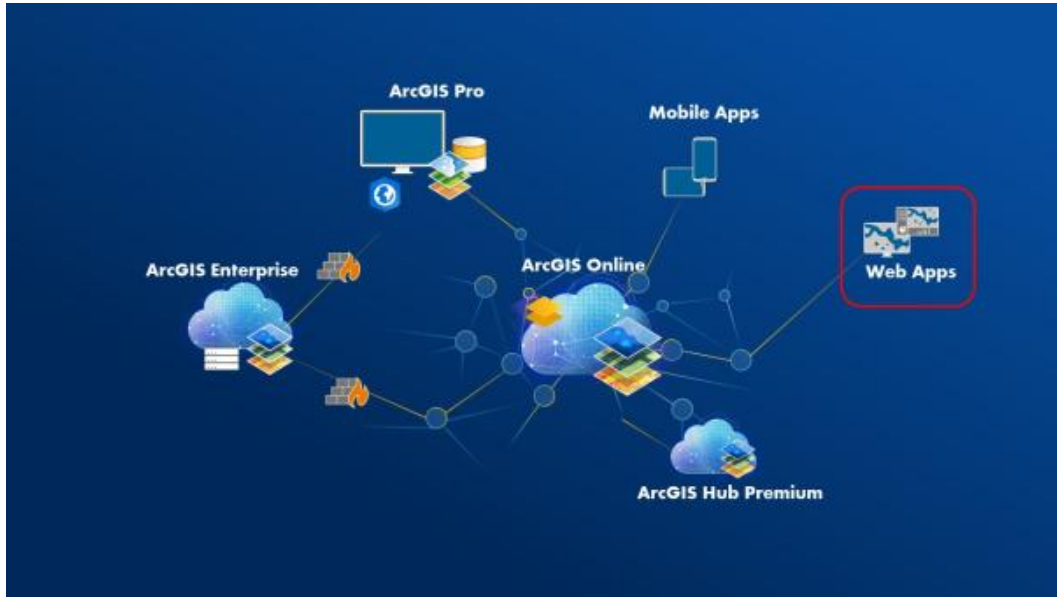 ArcGIS Pro
Mobile Apps
ArcGIS Enterprise
ArcGIS Online
Web Apps
ArcGIS Hub Premium